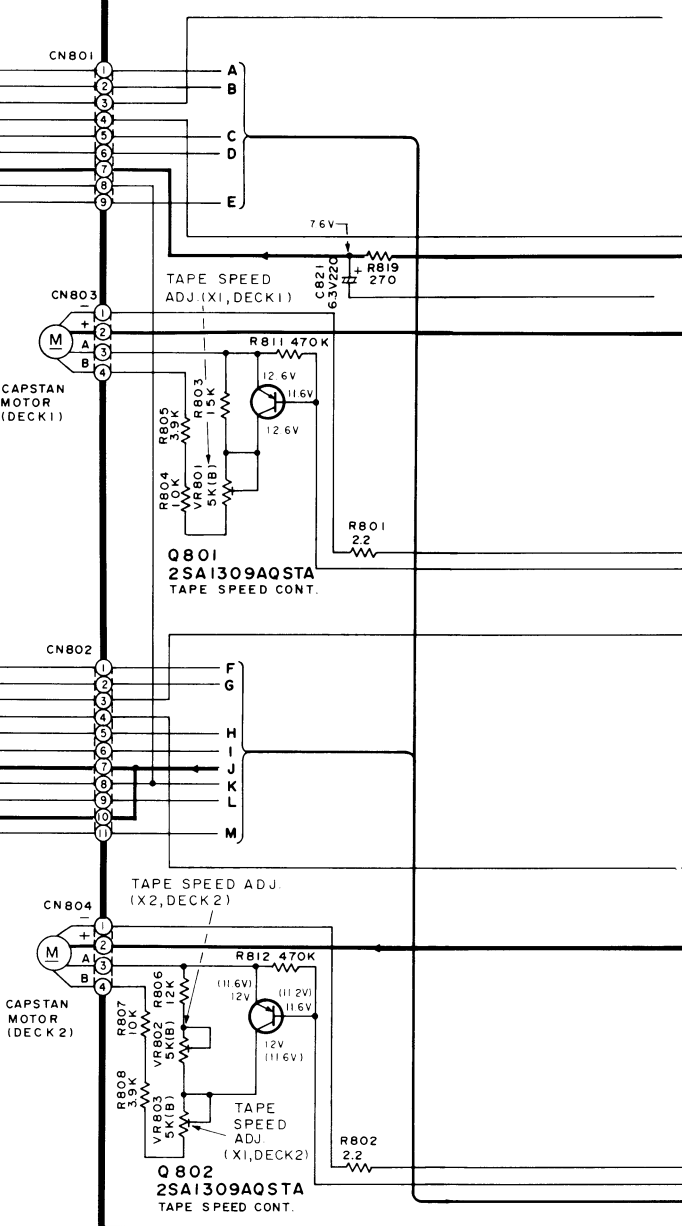 CN801
1 A
2 B
3
4
5 C
6 D
7
8
9 E
76V
R819
270
+
C821
6.3V220
TAPE SPEED
ADJ.(X1,DECK1)
CN803
− 1
+ 2
M
A 3
B 4
CAPSTAN
MOTOR
(DECK1)
R811 470K
12.6V
11.6V
12.6V
R803
15K
R805
3.9K
R804
10K
VR801
5K(B)
R801
2.2
Q801
2SA1309AQSTA
TAPE SPEED CONT.
CN802
1 F
2 G
3
4
5 H
6 I
7 J
8 K
9 L
10
11 M
TAPE SPEED ADJ.
(X2,DECK2)
CN804
− 1
+ 2
M
A 3
B 4
CAPSTAN
MOTOR
(DECK2)
R812 470K
(11.6V)
12V
(11.2V)
11.6V
12V
(11.6V)
R806
12K
R807
10K
VR802
5K(B)
R808
3.9K
VR803
5K(B)
TAPE
SPEED
ADJ.
(X1,DECK2)
R802
2.2
Q802
2SA1309AQSTA
TAPE SPEED CONT.